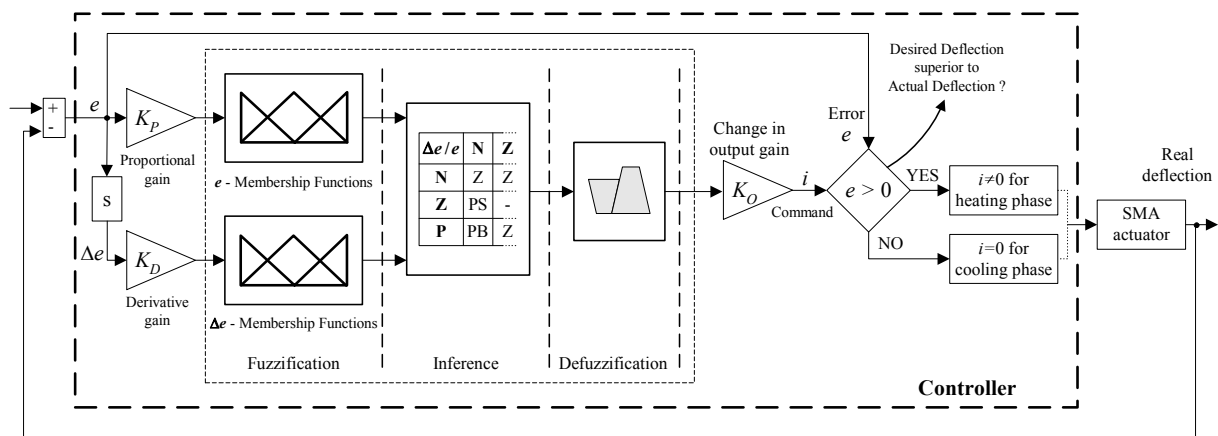 +
-
e
K_P
Proportional
gain
s
Δe
K_D
Derivative
gain
e - Membership Functions
Δe - Membership Functions
Fuzzification
Δe/e N Z
N Z Z
Z PS -
P PB Z
Inference
Defuzzification
Change in
output gain
K_O
i
Command
Error
e
Desired Deflection
superior to
Actual Deflection ?
e > 0
YES
NO
i≠0 for
heating phase
i=0 for
cooling phase
Controller
SMA
actuator
Real
deflection